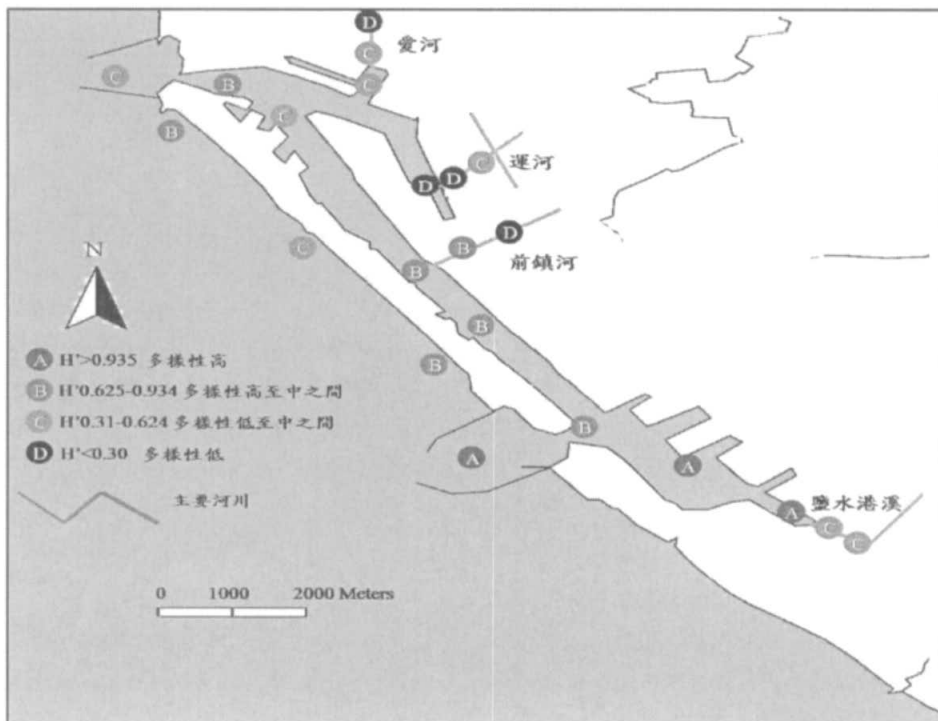 D
愛河
C
C
C
B
B
C
運河
C
D
D
D
B
前鎮河
C
B
N
B
A H'>0.935 多樣性高
B
B H'0.625-0.934 多樣性高至中之間
C H'0.31-0.624 多樣性低至中之間
B
D H'<0.30 多樣性低
A
A
主要河川
A
鹽水港溪
C
C
0 1000 2000 Meters